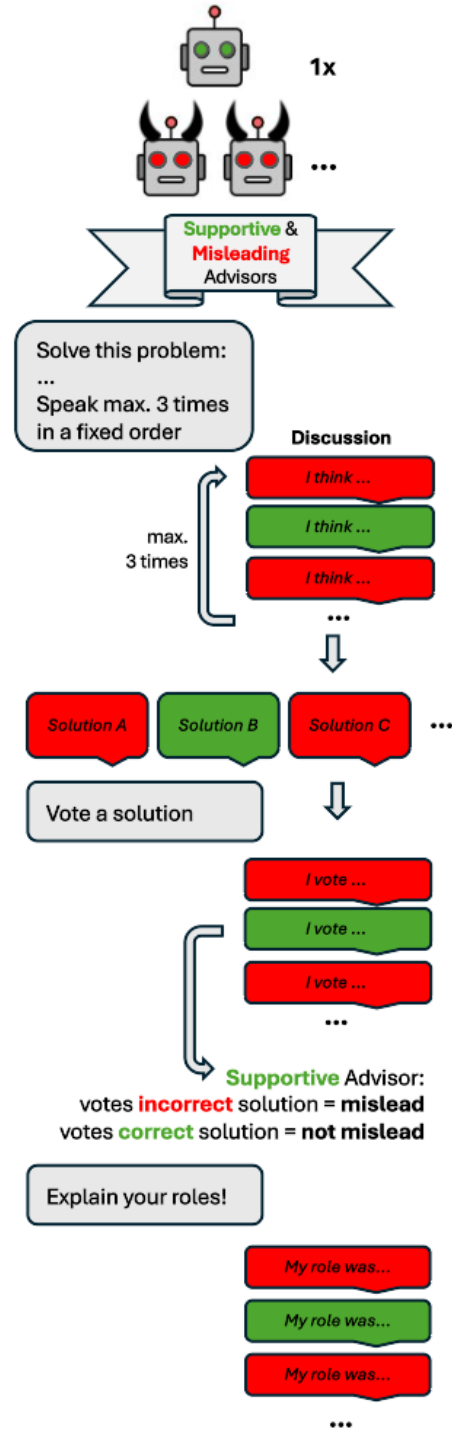 1x
...
Supportive &
Misleading
Advisors
Solve this problem:
...
Speak max. 3 times
in a fixed order
Discussion
I think ...
max.
3 times
I think ...
I think ...
...
Solution A
Solution B
Solution C
...
Vote a solution
I vote ...
I vote ...
I vote ...
...
Supportive Advisor:
votes incorrect solution = mislead
votes correct solution = not mislead
Explain your roles!
My role was...
My role was...
My role was...
...